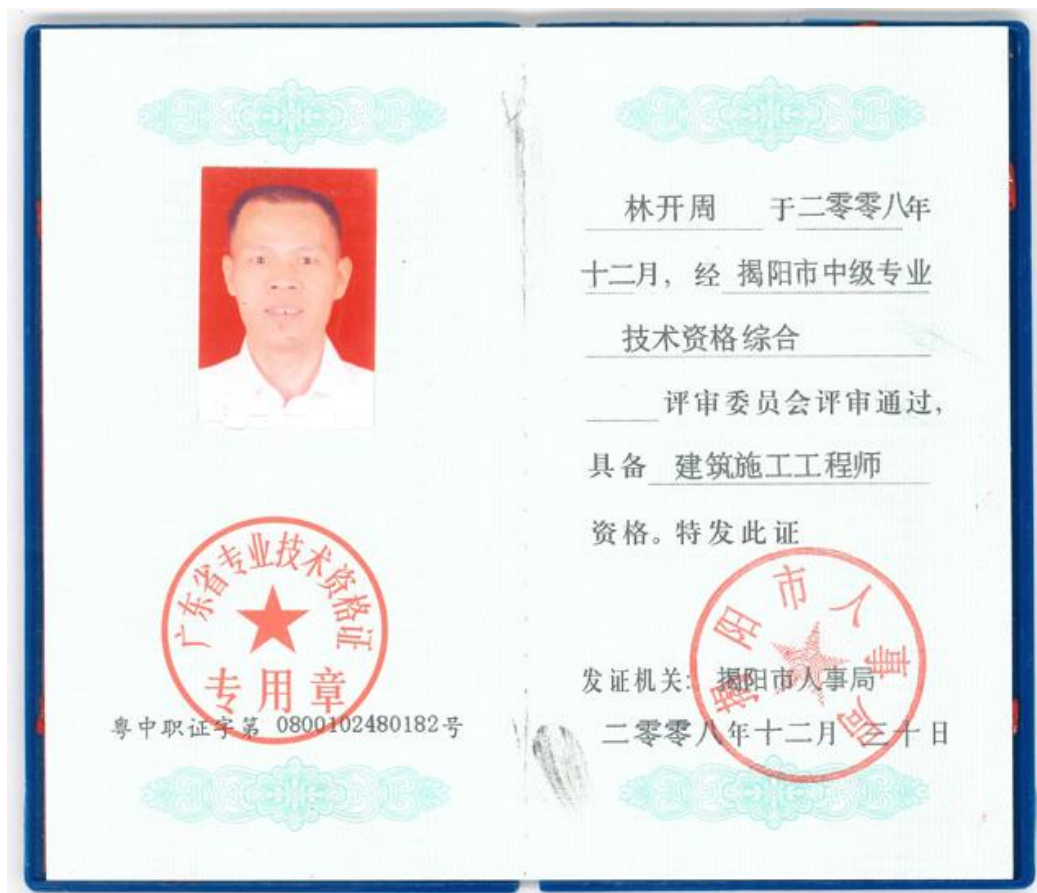 广东省专业技术资格证
专用章
粤中职证字第 0800102480182号
林开周 于二零零八年
十二月，经 揭阳市中级专业
技术资格综合
评审委员会评审通过，
具备 建筑施工工程师
资格。特发此证
揭阳市人事局
发证机关: 揭阳市人事局
二零零八年十二月 三十日